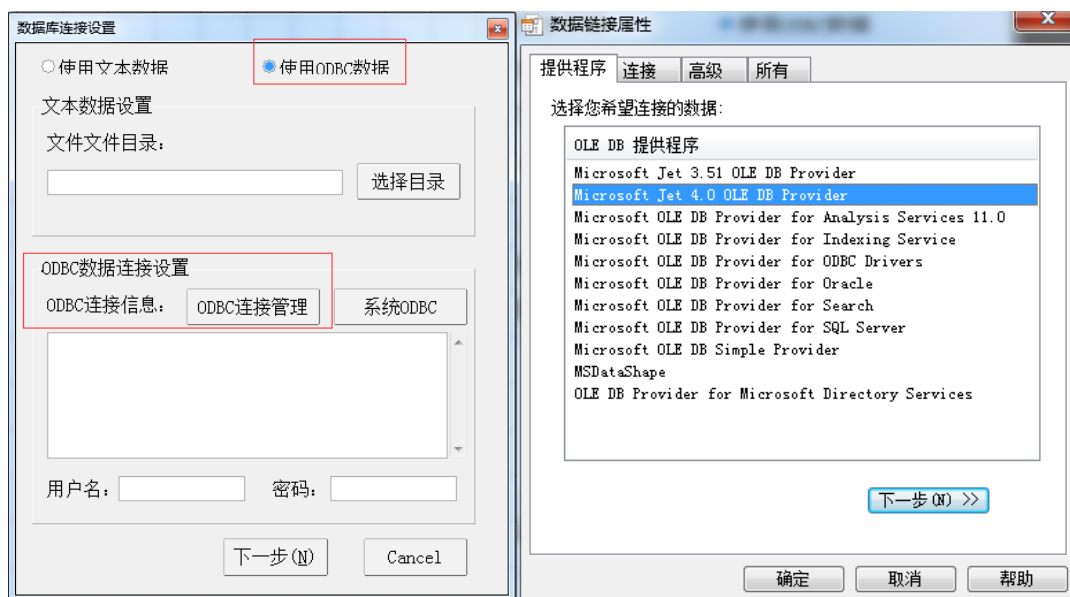 数据库连接设置
使用文本数据
使用ODBC数据
文本数据设置
文件文件目录：
选择目录
ODBC数据连接设置
ODBC连接信息：
ODBC连接管理
系统ODBC
用户名：
密码：
下一步(N)
Cancel
数据链接属性
提供程序
连接
高级
所有
选择您希望连接的数据:
OLE DB 提供程序
Microsoft Jet 3.51 OLE DB Provider
Microsoft Jet 4.0 OLE DB Provider
Microsoft OLE DB Provider for Analysis Services 11.0
Microsoft OLE DB Provider for Indexing Service
Microsoft OLE DB Provider for ODBC Drivers
Microsoft OLE DB Provider for Oracle
Microsoft OLE DB Provider for Search
Microsoft OLE DB Provider for SQL Server
Microsoft OLE DB Simple Provider
MSDataShape
OLE DB Provider for Microsoft Directory Services
下一步(N) >>
确定
取消
帮助